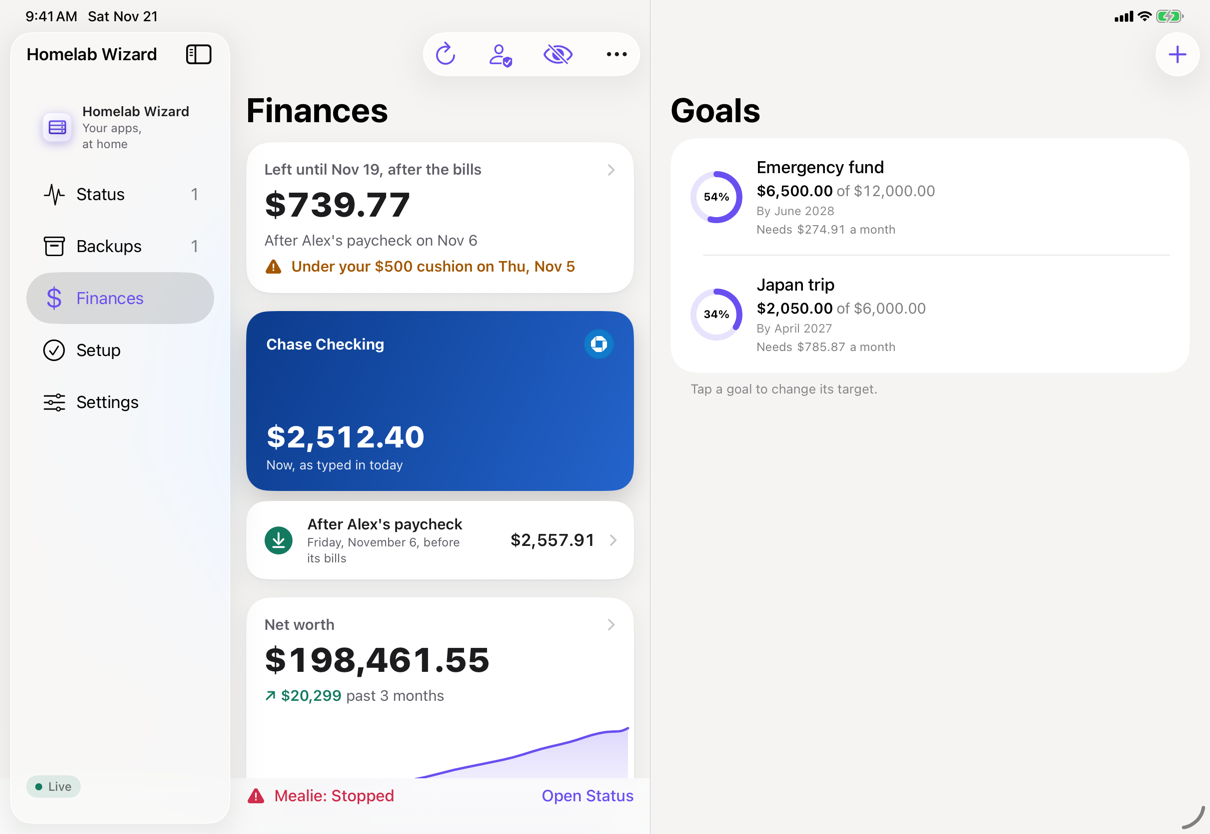 9:41 AM Sat Nov 21
Homelab Wizard
Homelab Wizard
Your apps,
at home
Status 1
Backups 1
Finances
Setup
Settings
Live
Finances
Left until Nov 19, after the bills
$739.77
After Alex's paycheck on Nov 6
Under your $500 cushion on Thu, Nov 5
Chase Checking
$2,512.40
Now, as typed in today
After Alex's paycheck
Friday, November 6, before
its bills
$2,557.91
Net worth
$198,461.55
$20,299 past 3 months
Mealie: Stopped
Open Status
Goals
54%
Emergency fund
$6,500.00 of $12,000.00
By June 2028
Needs $274.91 a month
34%
Japan trip
$2,050.00 of $6,000.00
By April 2027
Needs $785.87 a month
Tap a goal to change its target.